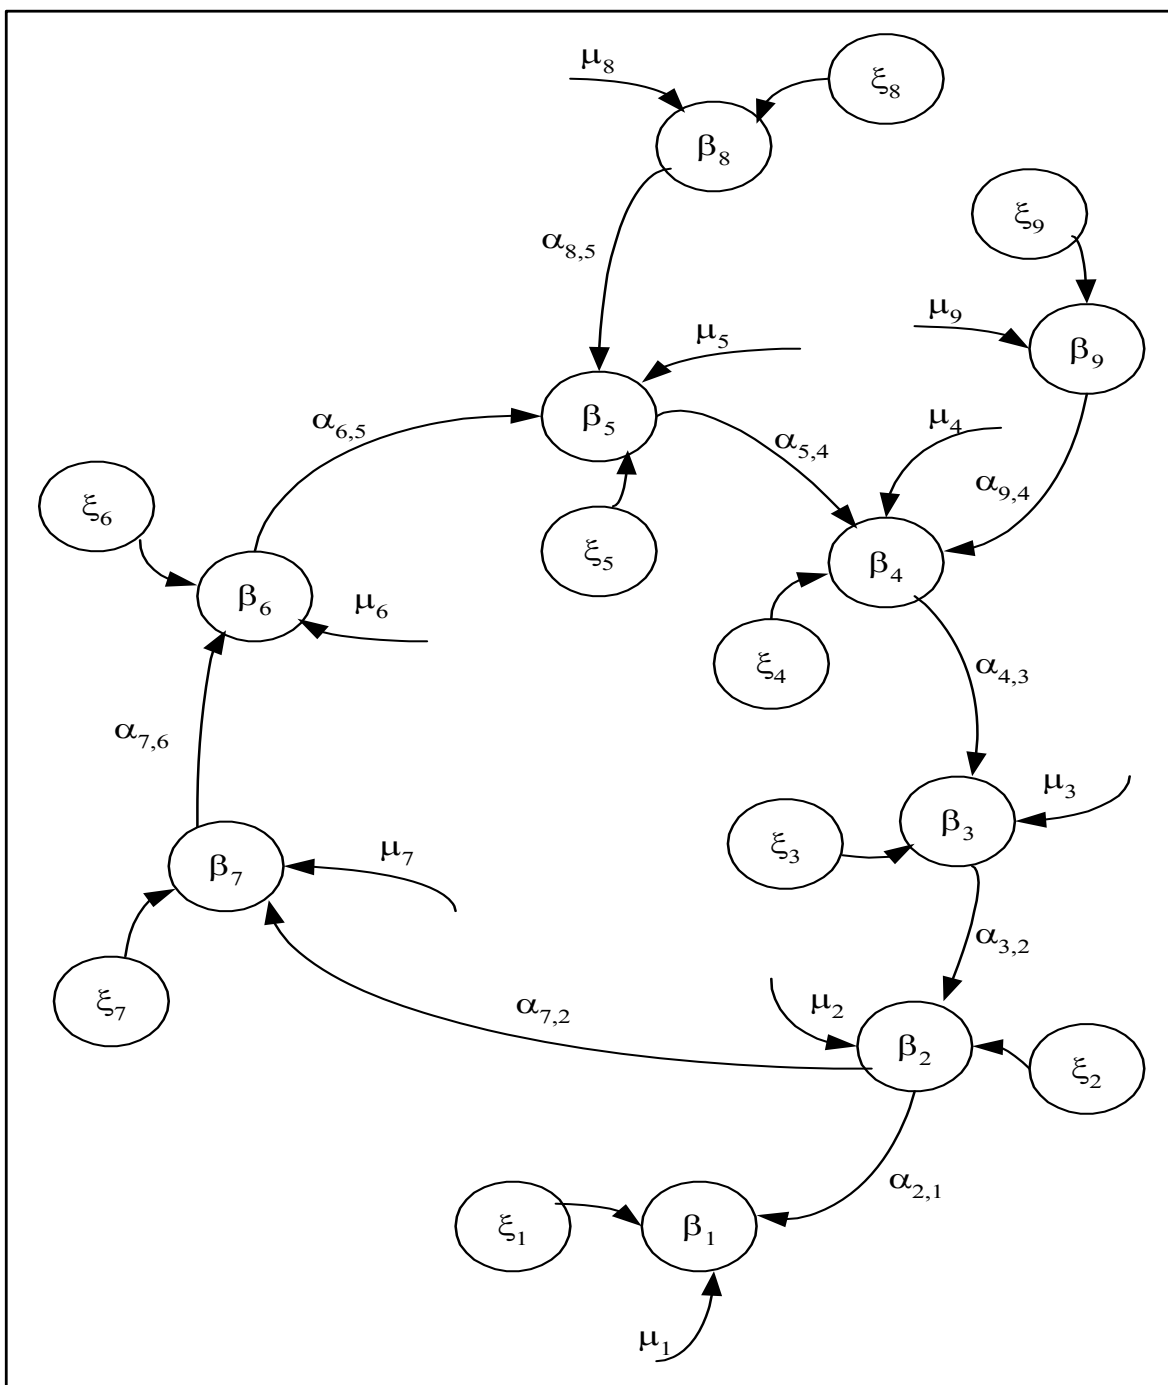 μ₈
ξ₈
β₈
ξ₉
α₈,₅
μ₉
μ₅
β₉
α₆,₅
β₅
μ₄
α₅,₄
α₉,₄
ξ₆
ξ₅
β₄
β₆
μ₆
ξ₄
α₄,₃
α₇,₆
μ₃
β₃
ξ₃
μ₇
β₇
α₃,₂
ξ₇
α₇,₂
μ₂
β₂
ξ₂
α₂,₁
ξ₁
β₁
μ₁